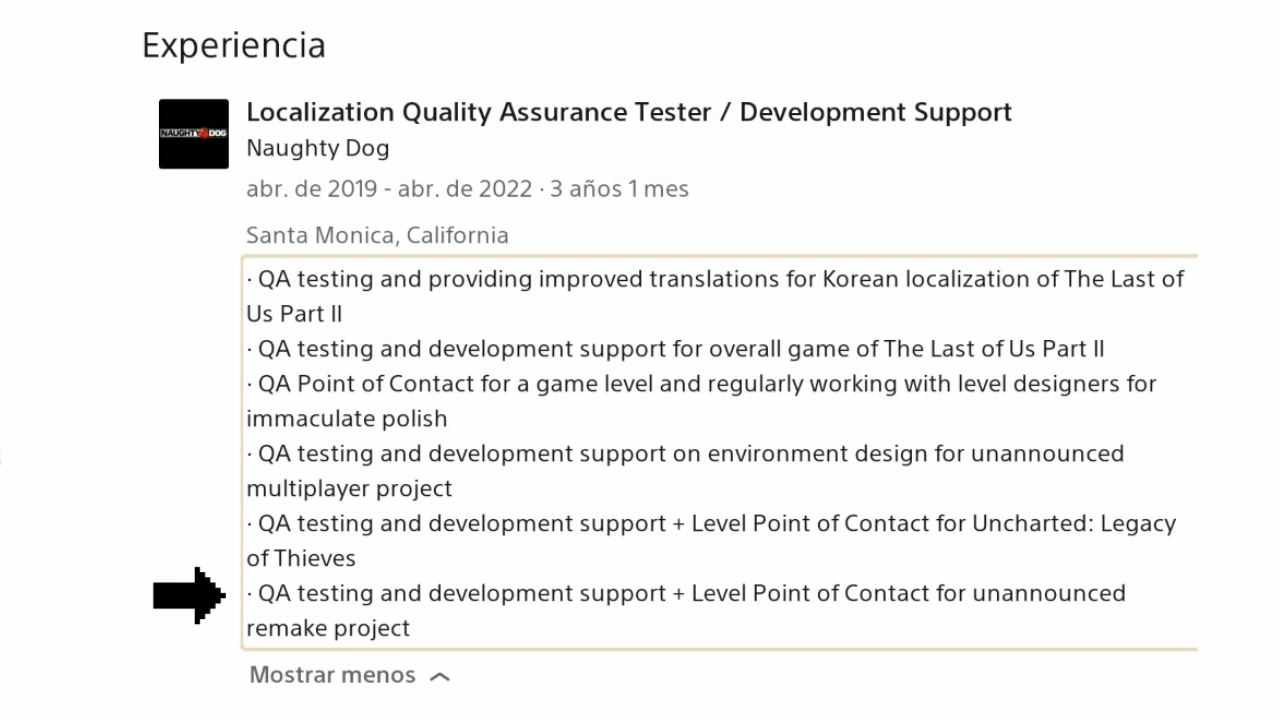 Experiencia
NAUGHTY DOG
Localization Quality Assurance Tester / Development Support
Naughty Dog
abr. de 2019 - abr. de 2022 · 3 años 1 mes
Santa Monica, California
· QA testing and providing improved translations for Korean localization of The Last of
Us Part II
· QA testing and development support for overall game of The Last of Us Part II
· QA Point of Contact for a game level and regularly working with level designers for
immaculate polish
· QA testing and development support on environment design for unannounced
multiplayer project
· QA testing and development support + Level Point of Contact for Uncharted: Legacy
of Thieves
· QA testing and development support + Level Point of Contact for unannounced
remake project
Mostrar menos